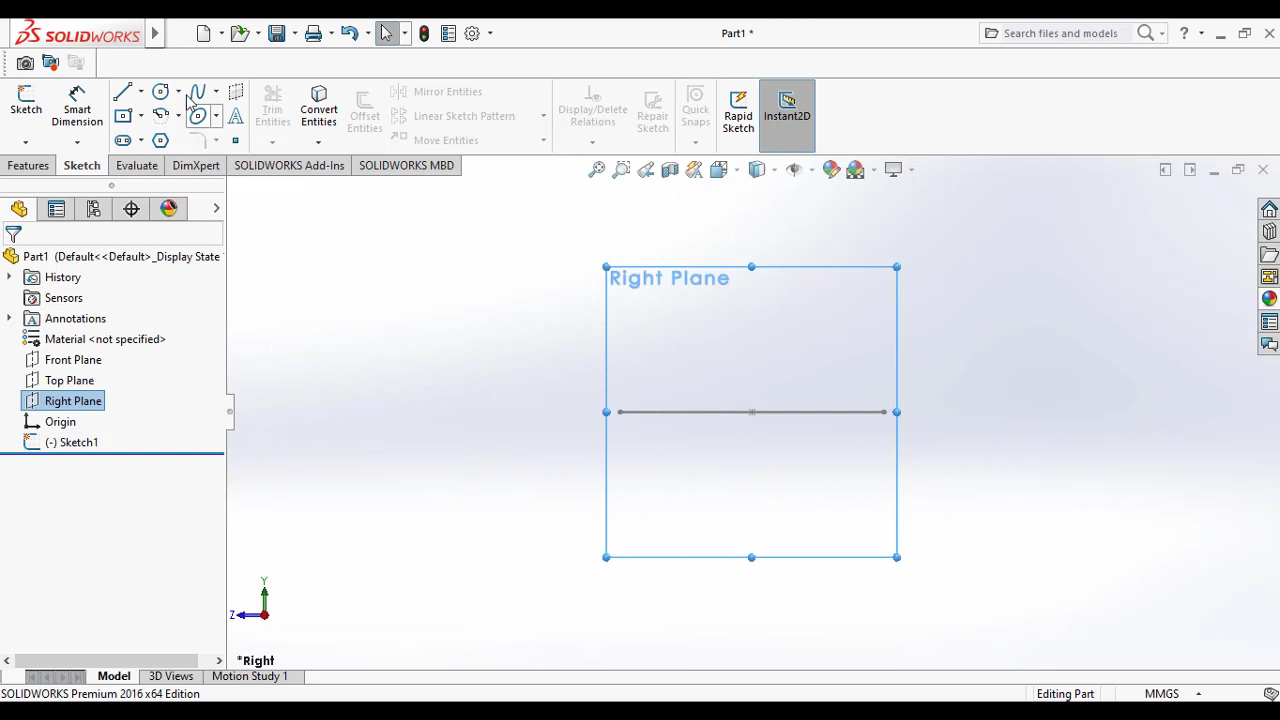 SOLIDWORKS
Part1 *
Search files and models
Sketch
Smart Dimension
Trim Entities
Convert Entities
Offset Entities
Mirror Entities
Linear Sketch Pattern
Move Entities
Display/Delete Relations
Repair Sketch
Quick Snaps
Rapid Sketch
Instant2D
Features
Sketch
Evaluate
DimXpert
SOLIDWORKS Add-Ins
SOLIDWORKS MBD
Part1 (Default<<Default>_Display State
History
Sensors
Annotations
Material <not specified>
Front Plane
Top Plane
Right Plane
Origin
(-) Sketch1
Right Plane
Y
Z
*Right
Model
3D Views
Motion Study 1
SOLIDWORKS Premium 2016 x64 Edition
Editing Part
MMGS